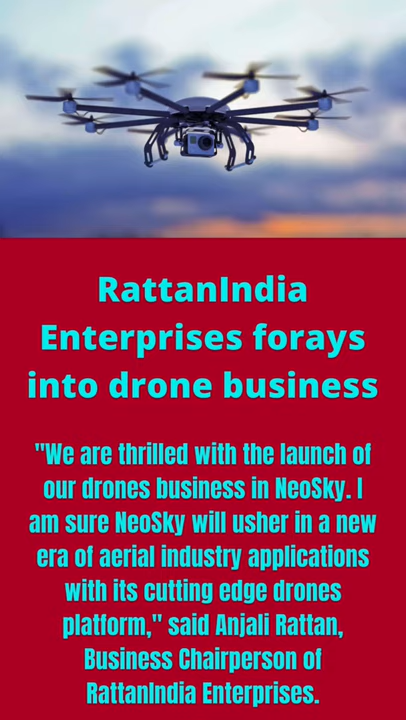 RattanIndia
Enterprises forays
into drone business
"We are thrilled with the launch of
our drones business in NeoSky. I
am sure NeoSky will usher in a new
era of aerial industry applications
with its cutting edge drones
platform," said Anjali Rattan,
Business Chairperson of
RattanIndia Enterprises.